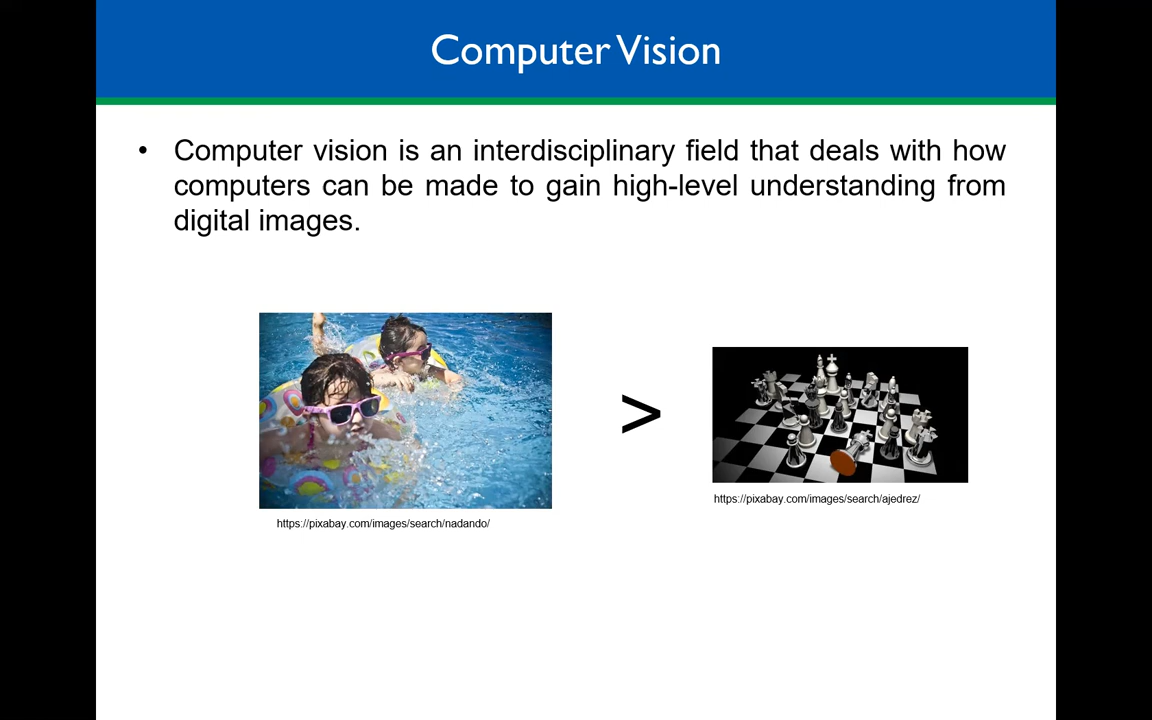 Computer Vision
• Computer vision is an interdisciplinary field that deals with how
computers can be made to gain high-level understanding from
digital images.
>
https://pixabay.com/images/search/ajedrez/
https://pixabay.com/images/search/nadando/